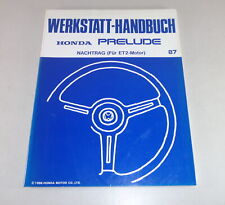 WERKSTATT-HANDBUCH
HONDA PRELUDE
NACHTRAG (Für ET2-Motor) 87
© 1986 HONDA MOTOR CO., LTD.